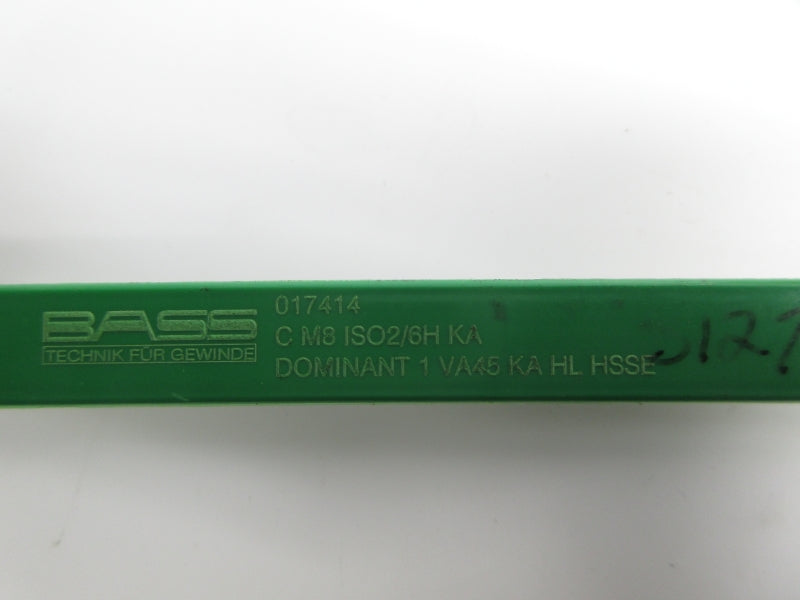 BASS
TECHNIK FÜR GEWINDE
017414
C M8 ISO2/6H KA
DOMINANT 1 VA45 KA HL HSSE